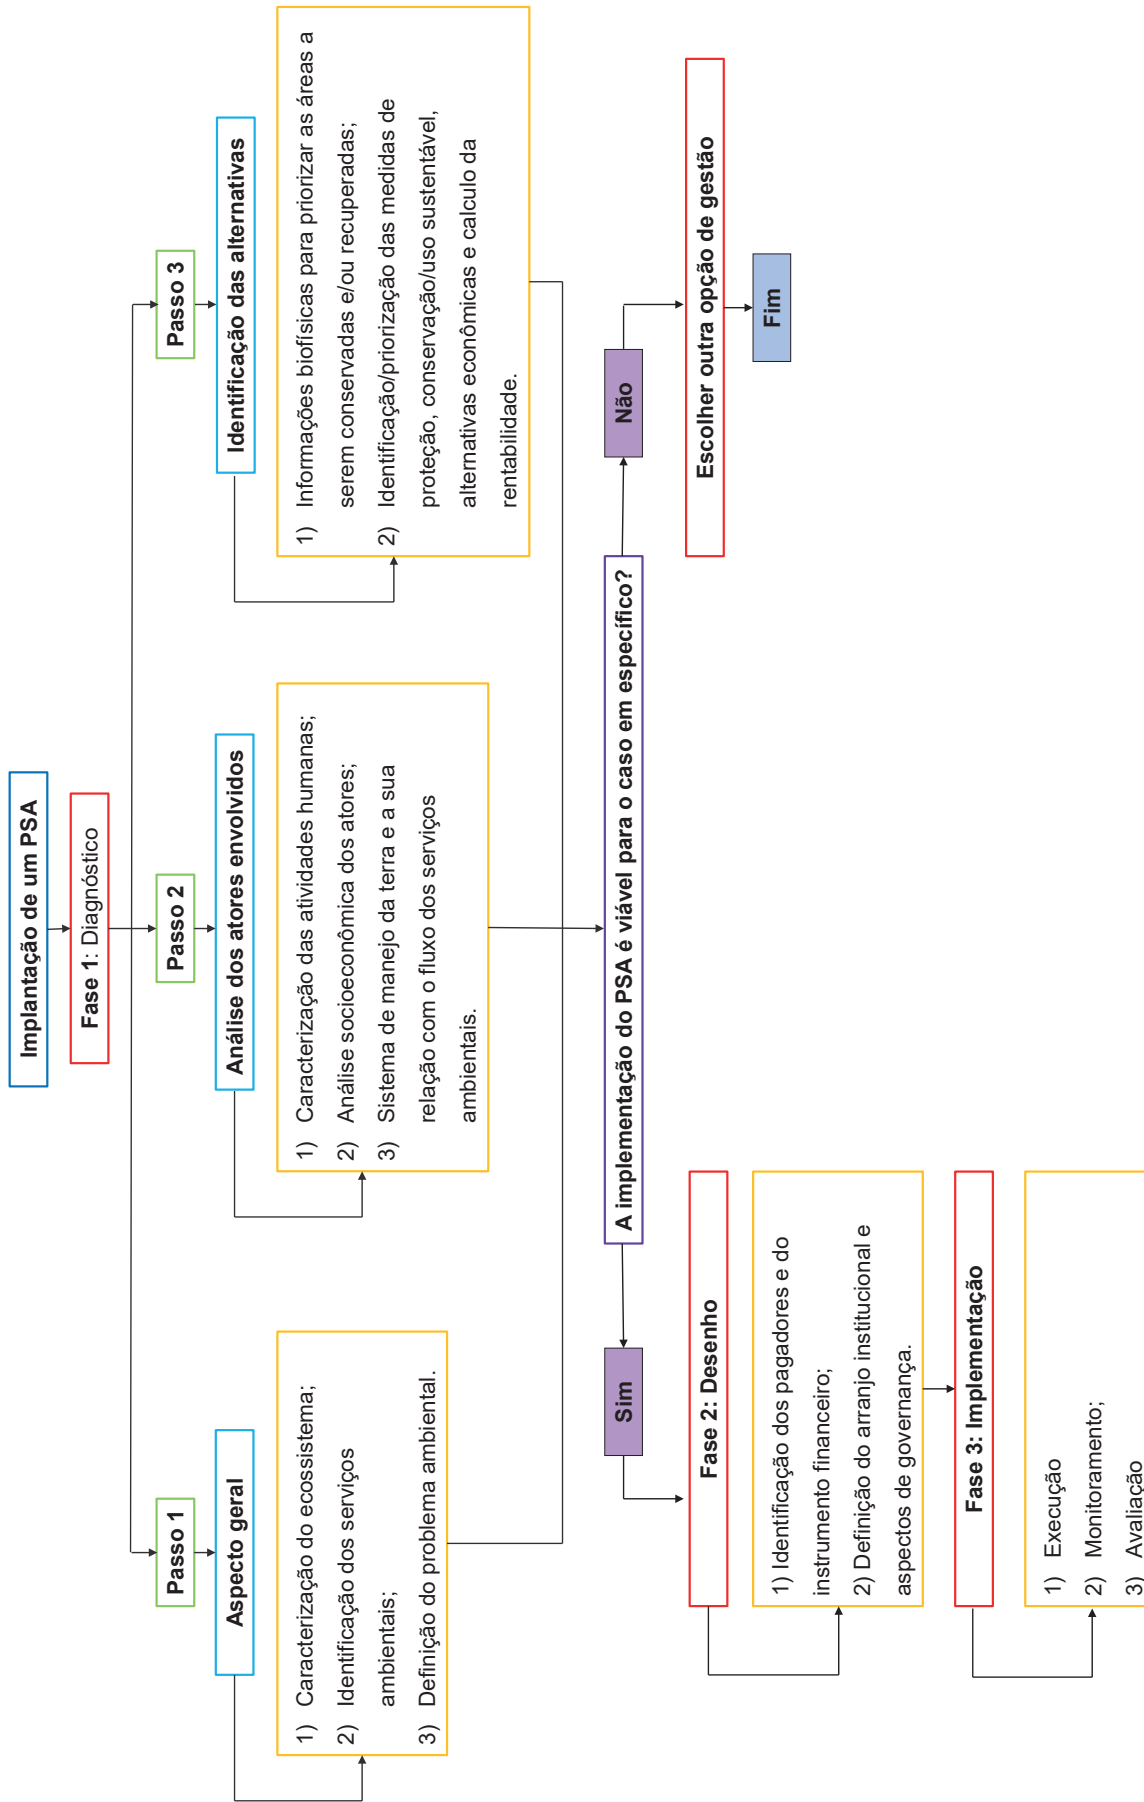 Implantação de um PSA
Fase 1: Diagnóstico
Passo 1
Aspecto geral
1) Caracterização do ecossistema;
2) Identificação dos serviços
ambientais;
3) Definição do problema ambiental.
Passo 2
Análise dos atores envolvidos
1) Caracterização das atividades humanas;
2) Análise socioeconômica dos atores;
3) Sistema de manejo da terra e a sua
relação com o fluxo dos serviços
ambientais.
Passo 3
Identificação das alternativas
1) Informações biofísicas para priorizar as áreas a
serem conservadas e/ou recuperadas;
2) Identificação/priorização das medidas de
proteção, conservação/uso sustentável,
alternativas econômicas e calculo da
rentabilidade.
A implementação do PSA é viável para o caso em específico?
Sim
Fase 2: Desenho
1) Identificação dos pagadores e do
instrumento financeiro;
2) Definição do arranjo institucional e
aspectos de governança.
Fase 3: Implementação
1) Execução
2) Monitoramento;
3) Avaliação
Não
Escolher outra opção de gestão
Fim